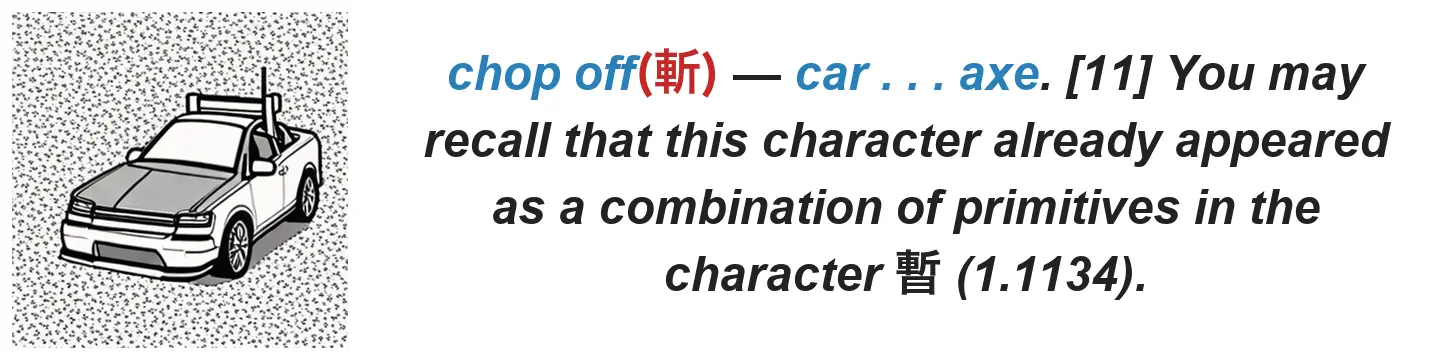 chop off(斬) — car . . . axe. [11] You may
recall that this character already appeared
as a combination of primitives in the
character 暫 (1.1134).